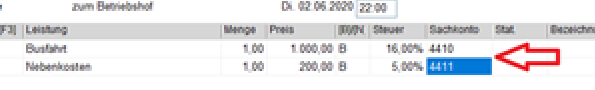 zum Betriebshof Di. 02.06.2020 22:00
[F3] Leistung Menge Preis [B]/[N] Steuer Sachkonto Stat.
Busfahrt 1,00 1.000,00 B 16,00% 4410
Nebenkosten 1,00 200,00 B 5,00% 4411